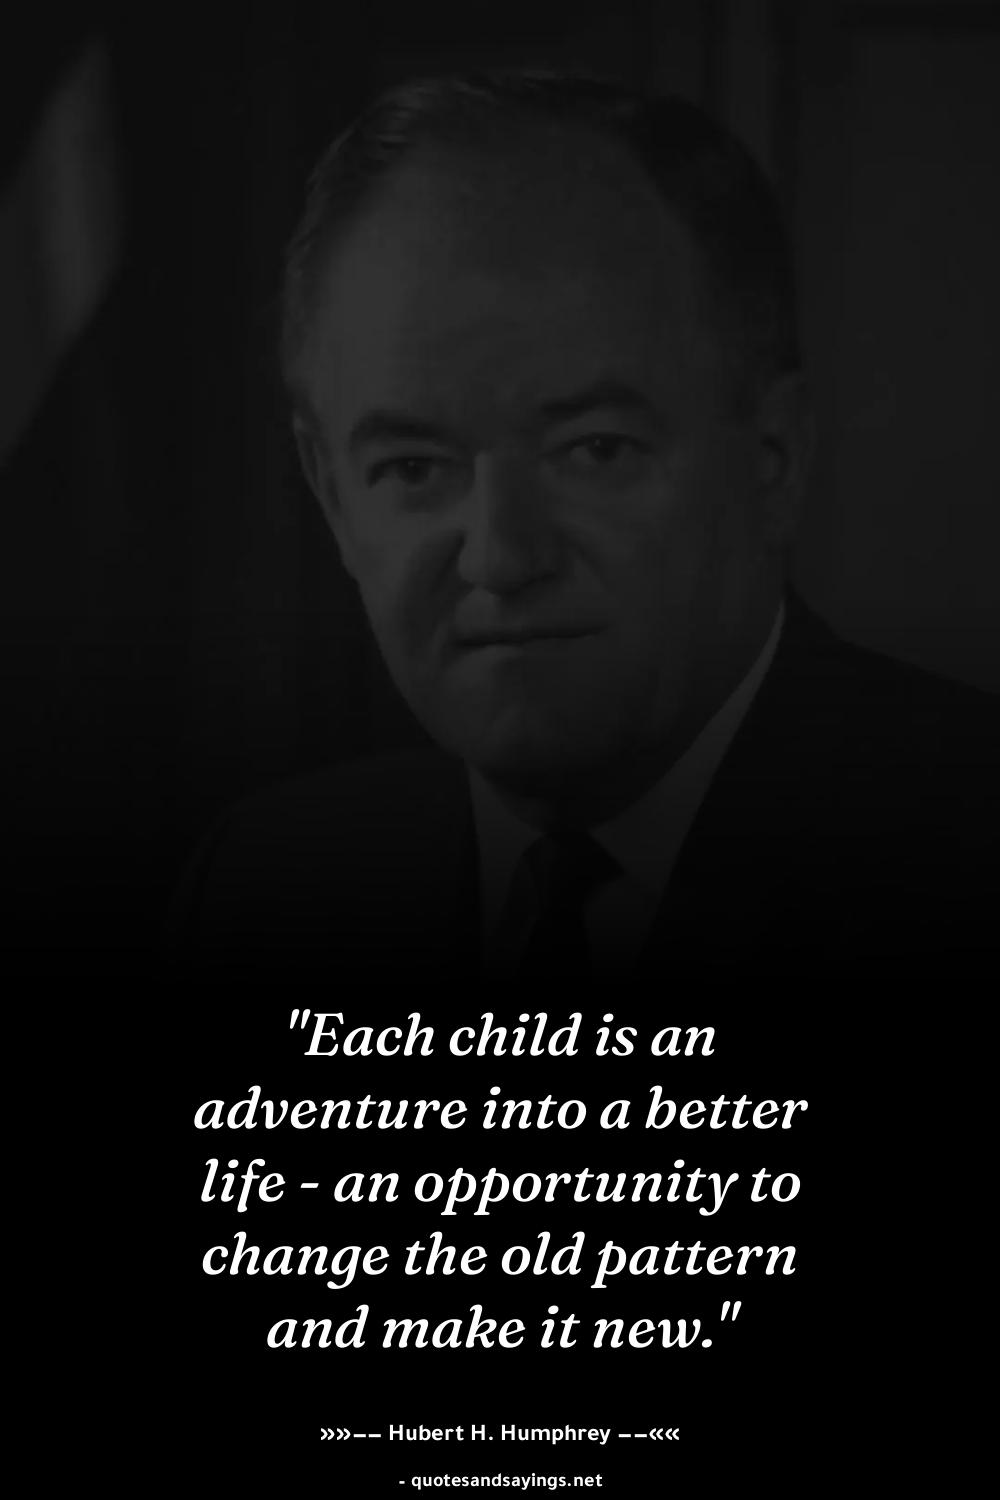 "Each child is an
adventure into a better
life - an opportunity to
change the old pattern
and make it new."
»»−− Hubert H. Humphrey −−««
- quotesandsayings.net